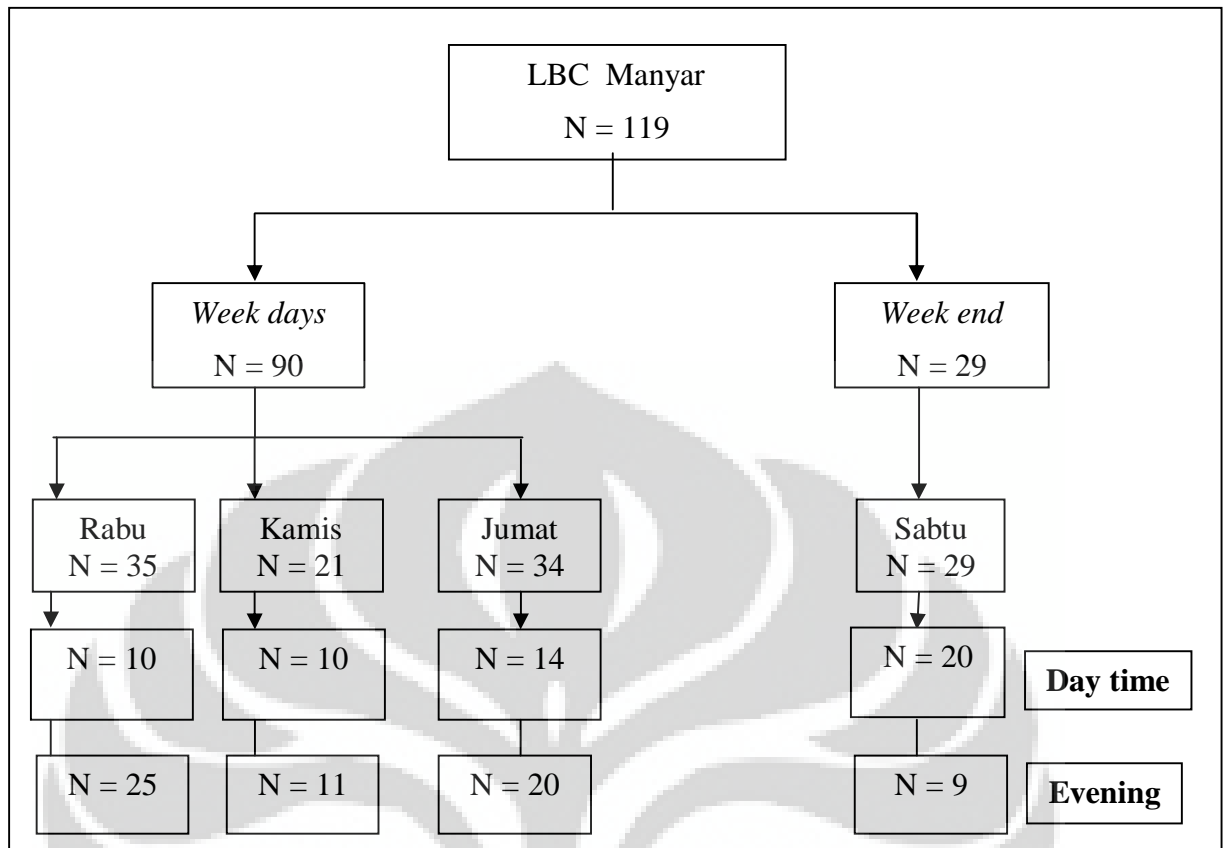 LBC Manyar
N = 119
Week days
N = 90
Week end
N = 29
Rabu
N = 35
Kamis
N = 21
Jumat
N = 34
Sabtu
N = 29
N = 10
N = 10
N = 14
N = 20
Day time
N = 25
N = 11
N = 20
N = 9
Evening